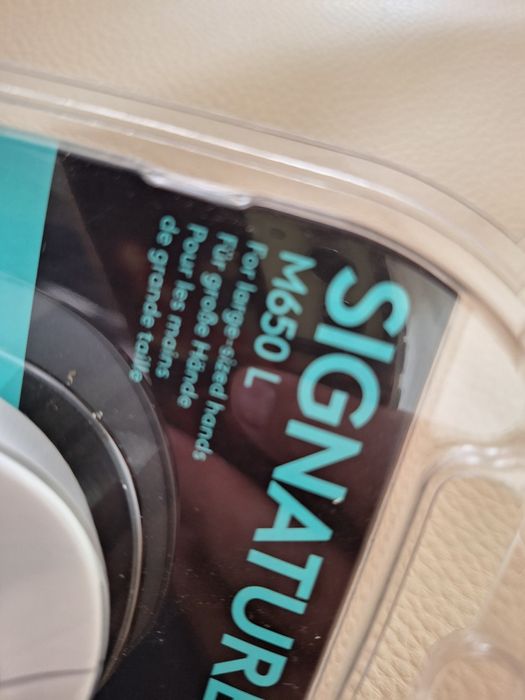 SIGNATURE
M650 L
For large-sized hands
Für große Hände
Pour les mains
de grande taille